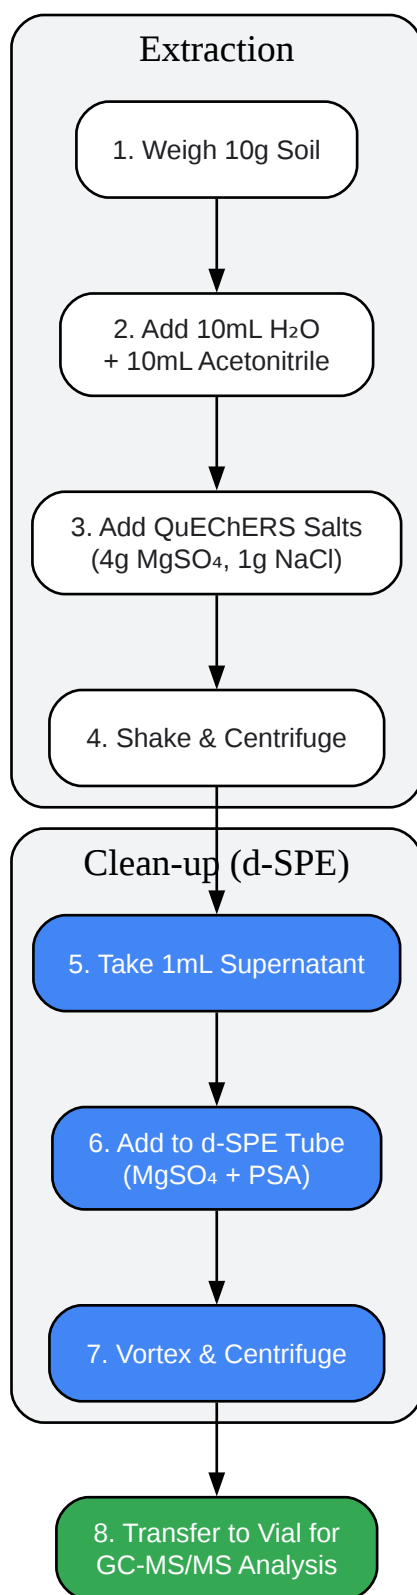 Extraction
1. Weigh 10g Soil
2. Add 10mL H₂O
+ 10mL Acetonitrile
3. Add QuEChERS Salts
(4g MgSO₄, 1g NaCl)
4. Shake & Centrifuge
Clean-up (d-SPE)
5. Take 1mL Supernatant
6. Add to d-SPE Tube
(MgSO₄ + PSA)
7. Vortex & Centrifuge
8. Transfer to Vial for
GC-MS/MS Analysis